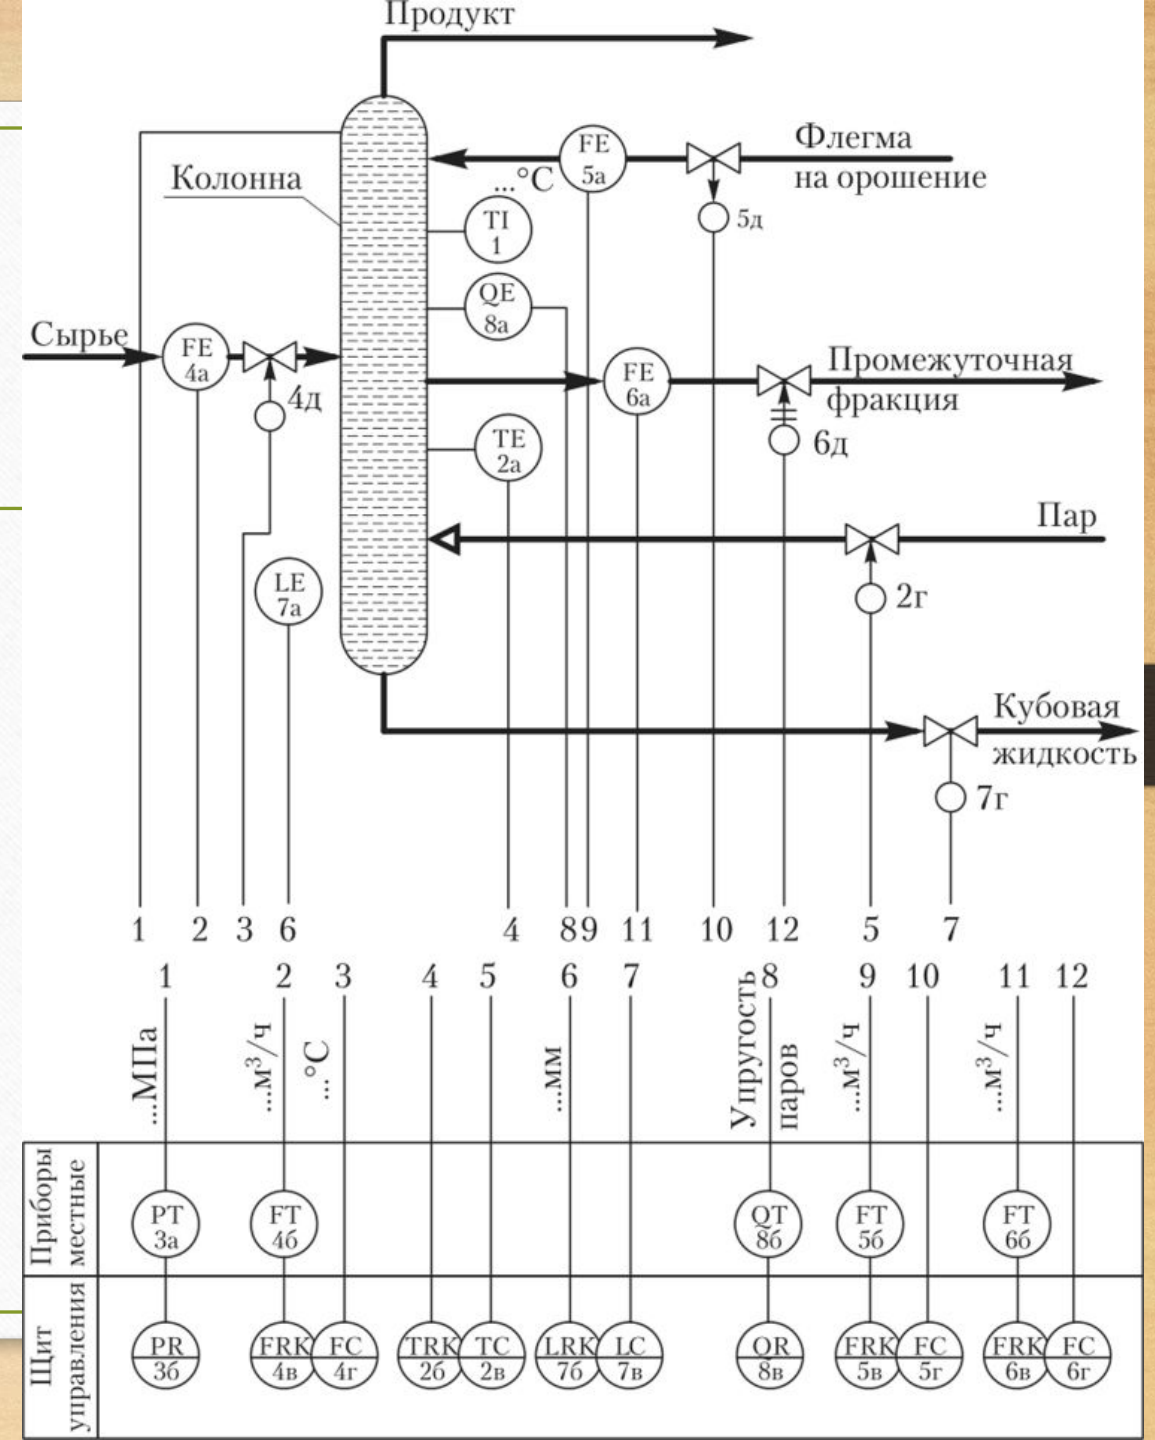 Продукт
Флегма
на орошение
FE
5а
...°C
Колонна
TI
1
5д
QE
8а
Сырье
FE
4а
4д
FE
6а
Промежуточная
фракция
6д
TE
2а
Пар
LE
7а
2г
Кубовая
жидкость
7г
1 2 3 6 4 8 9 11 10 12 5 7
1 2 3 4 5 6 7 8 9 10 11 12
...МПа
...м³/ч
...°C
...мм
Упругость
паров
...м³/ч
...м³/ч
Приборы
местные
PT
3а
FT
4б
QT
8б
FT
5б
FT
6б
Щит
управления
PR
3б
FRK
4в
FC
4г
TRK
2б
TC
2в
LRK
7б
LC
7в
QR
8в
FRK
5в
FC
5г
FRK
6в
FC
6г